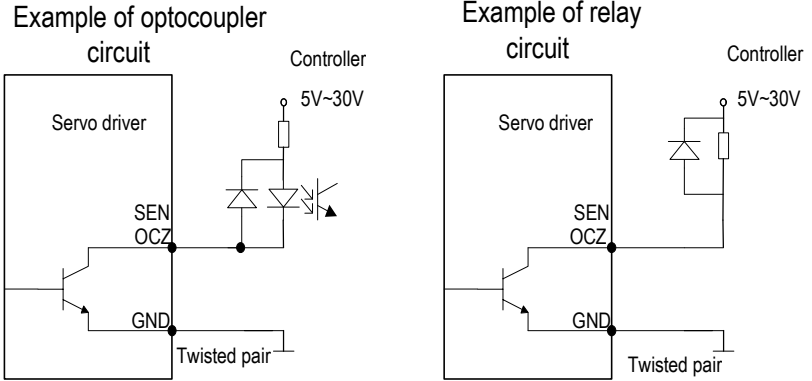 Example of optocoupler
circuit
Controller
5V~30V
Servo driver
SEN
OCZ
GND
Twisted pair
Example of relay
circuit
Controller
5V~30V
Servo driver
SEN
OCZ
GND
Twisted pair